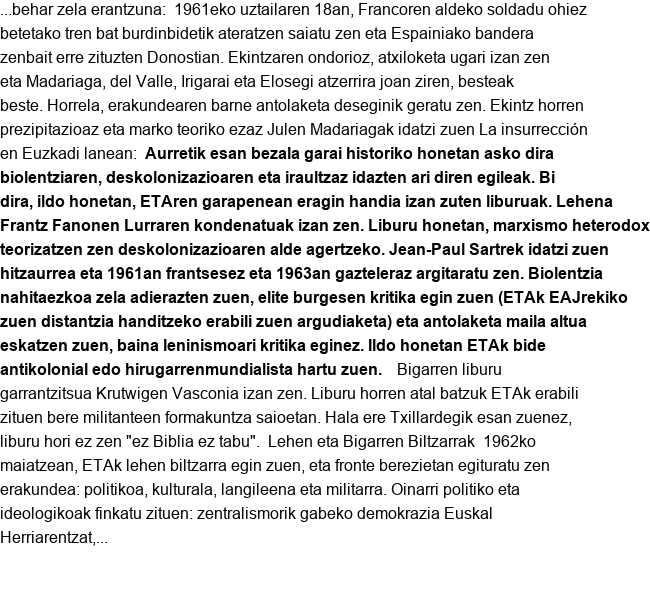 ...behar zela erantzuna:  1961eko uztailaren 18an, Francoren aldeko soldadu ohiez
betetako tren bat burdinbidetik ateratzen saiatu zen eta Espainiako bandera
zenbait erre zituzten Donostian. Ekintzaren ondorioz, atxiloketa ugari izan zen
eta Madariaga, del Valle, Irigarai eta Elosegi atzerrira joan ziren, besteak
beste. Horrela, erakundearen barne antolaketa deseginik geratu zen. Ekintz horren
prezipitazioaz eta marko teoriko ezaz Julen Madariagak idatzi zuen La insurrección
en Euzkadi lanean:  Aurretik esan bezala garai historiko honetan asko dira
biolentziaren, deskolonizazioaren eta iraultzaz idazten ari diren egileak. Bi
dira, ildo honetan, ETAren garapenean eragin handia izan zuten liburuak. Lehena
Frantz Fanonen Lurraren kondenatuak izan zen. Liburu honetan, marxismo heterodox
teorizatzen zen deskolonizazioaren alde agertzeko. Jean-Paul Sartrek idatzi zuen
hitzaurrea eta 1961an frantsesez eta 1963an gazteleraz argitaratu zen. Biolentzia
nahitaezkoa zela adierazten zuen, elite burgesen kritika egin zuen (ETAk EAJrekiko
zuen distantzia handitzeko erabili zuen argudiaketa) eta antolaketa maila altua
eskatzen zuen, baina leninismoari kritika eginez. Ildo honetan ETAk bide
antikolonial edo hirugarrenmundialista hartu zuen.   Bigarren liburu
garrantzitsua Krutwigen Vasconia izan zen. Liburu horren atal batzuk ETAk erabili
zituen bere militanteen formakuntza saioetan. Hala ere Txillardegik esan zuenez,
liburu hori ez zen "ez Biblia ez tabu".  Lehen eta Bigarren Biltzarrak  1962ko
maiatzean, ETAk lehen biltzarra egin zuen, eta fronte berezietan egituratu zen
erakundea: politikoa, kulturala, langileena eta militarra. Oinarri politiko eta
ideologikoak finkatu zituen: zentralismorik gabeko demokrazia Euskal
Herriarentzat,...